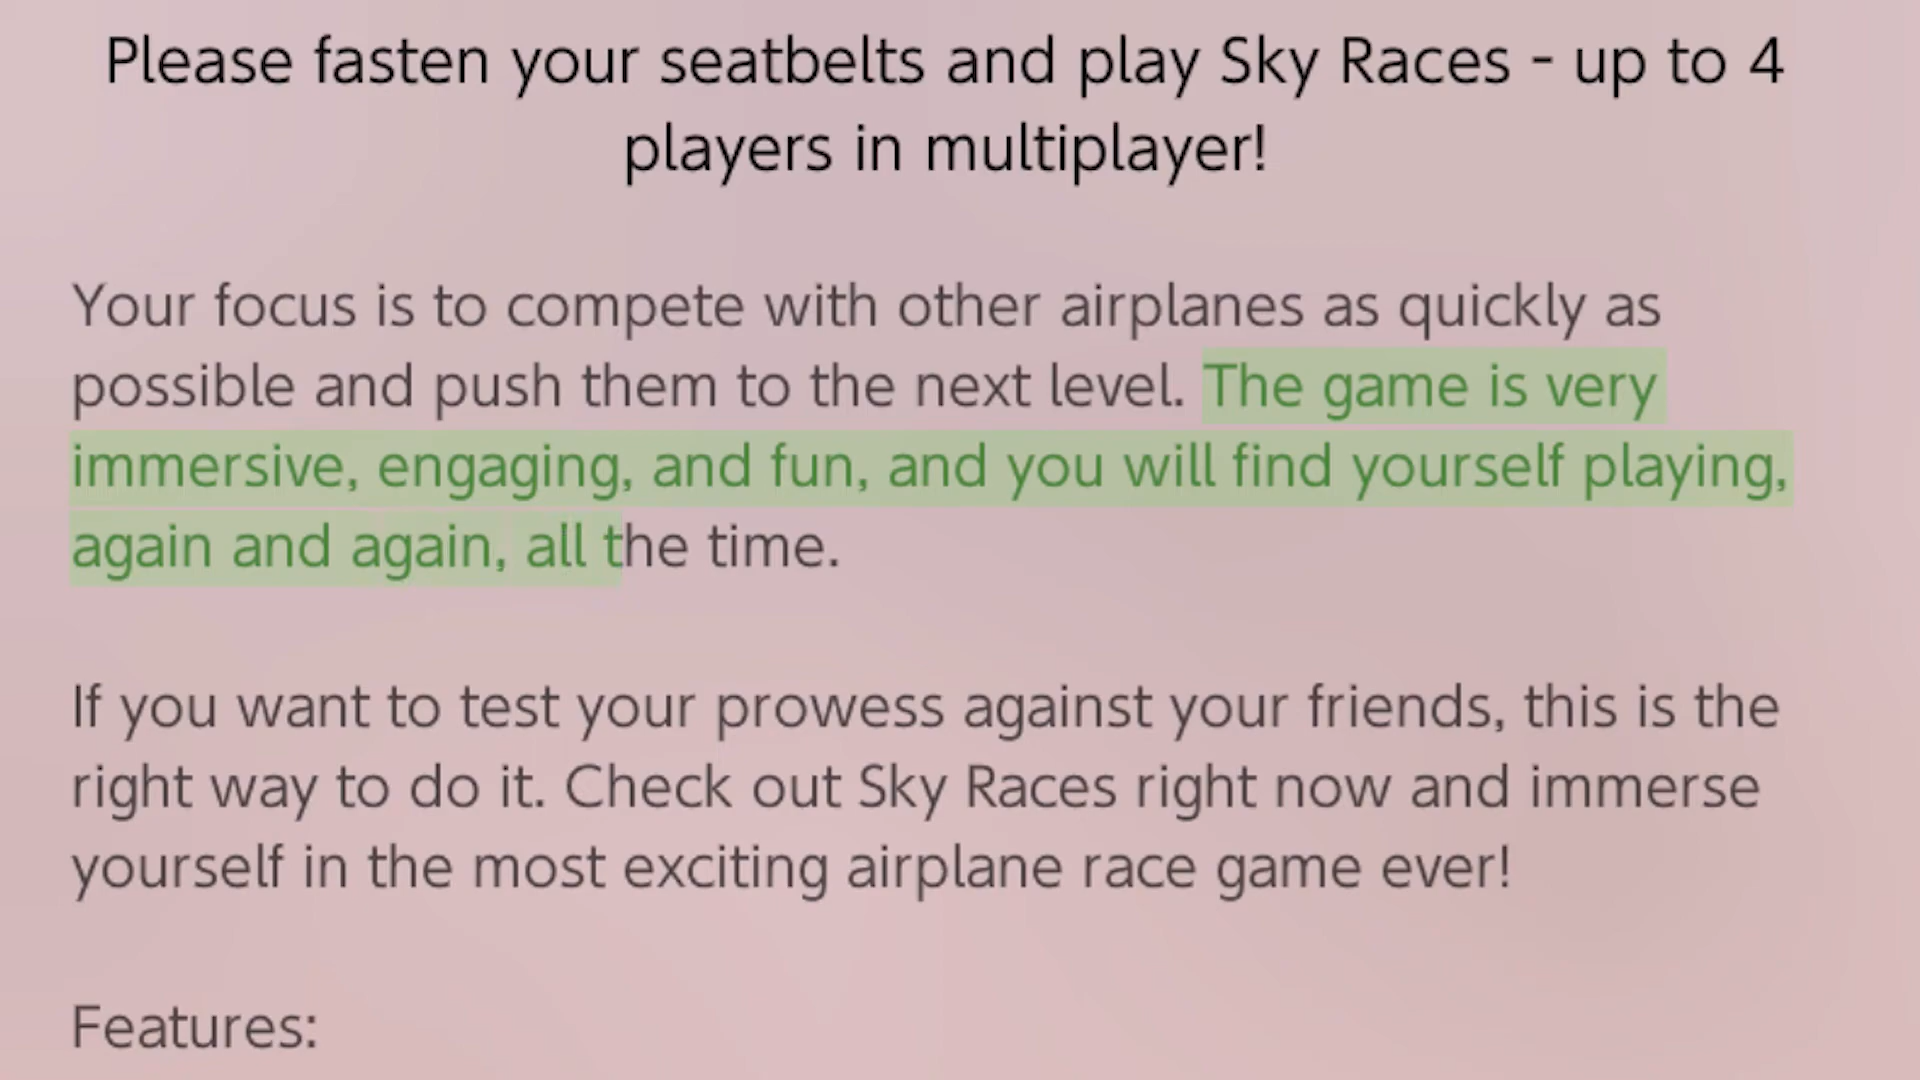 Please fasten your seatbelts and play Sky Races - up to 4
players in multiplayer!
Your focus is to compete with other airplanes as quickly as
possible and push them to the next level. The game is very
immersive, engaging, and fun, and you will find yourself playing,
again and again, all the time.
If you want to test your prowess against your friends, this is the
right way to do it. Check out Sky Races right now and immerse
yourself in the most exciting airplane race game ever!
Features: